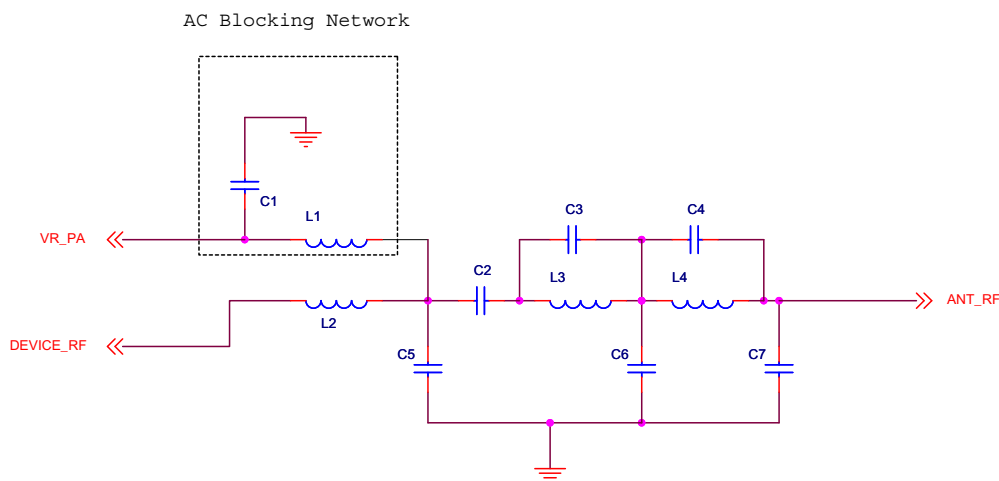 AC Blocking Network
C1
L1
VR_PA
C3
C4
C2
L3
L4
ANT_RF
L2
DEVICE_RF
C5
C6
C7